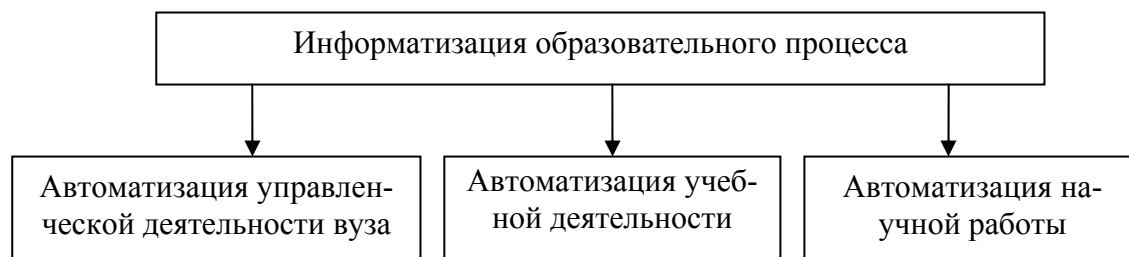 Информатизация образовательного процесса
Автоматизация управлен-
ческой деятельности вуза
Автоматизация учеб-
ной деятельности
Автоматизация на-
учной работы